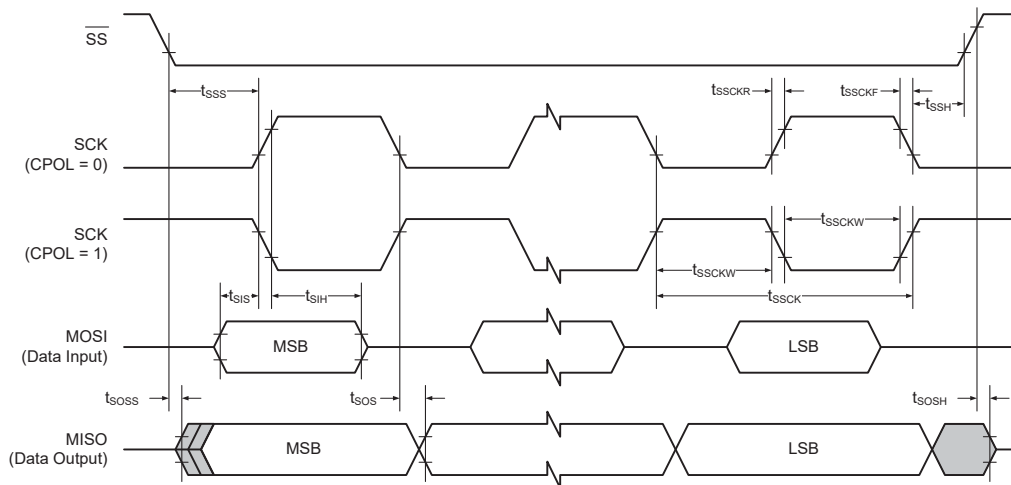 SS
tSSS
tSSCKR
tSSCKF
tSSH
SCK
(CPOL = 0)
SCK
(CPOL = 1)
tSSCKW
tSSCKW
tSIS
tSIH
tSSCK
MOSI
(Data Input)
MSB
LSB
tSOSS
tSOS
tSOSH
MISO
(Data Output)
MSB
LSB